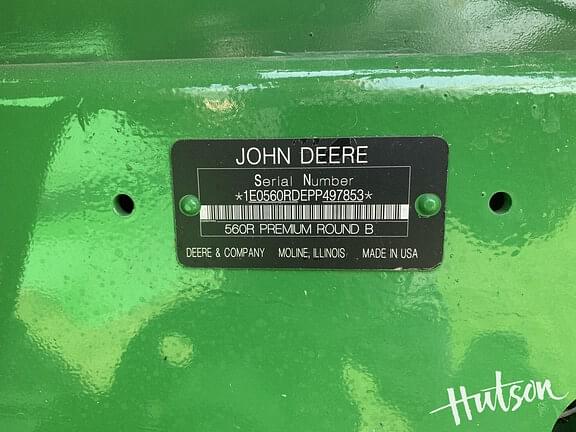 JOHN DEERE
Serial Number
*1E0560RDEPP497853*
560R PREMIUM ROUND B
DEERE & COMPANY MOLINE, ILLINOIS MADE IN USA
Hutson